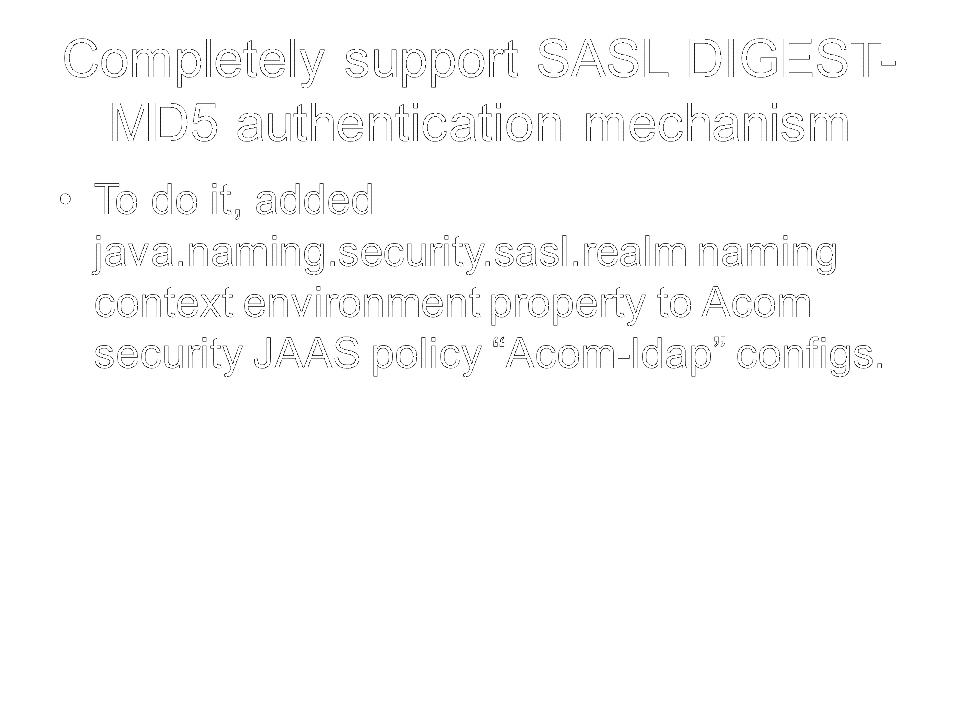 Completely support SASL DIGEST-
MD5 authentication mechanism
• To do it, added
java.naming.security.sasl.realm naming
context environment property to Acom
security JAAS policy “Acom-ldap” configs.